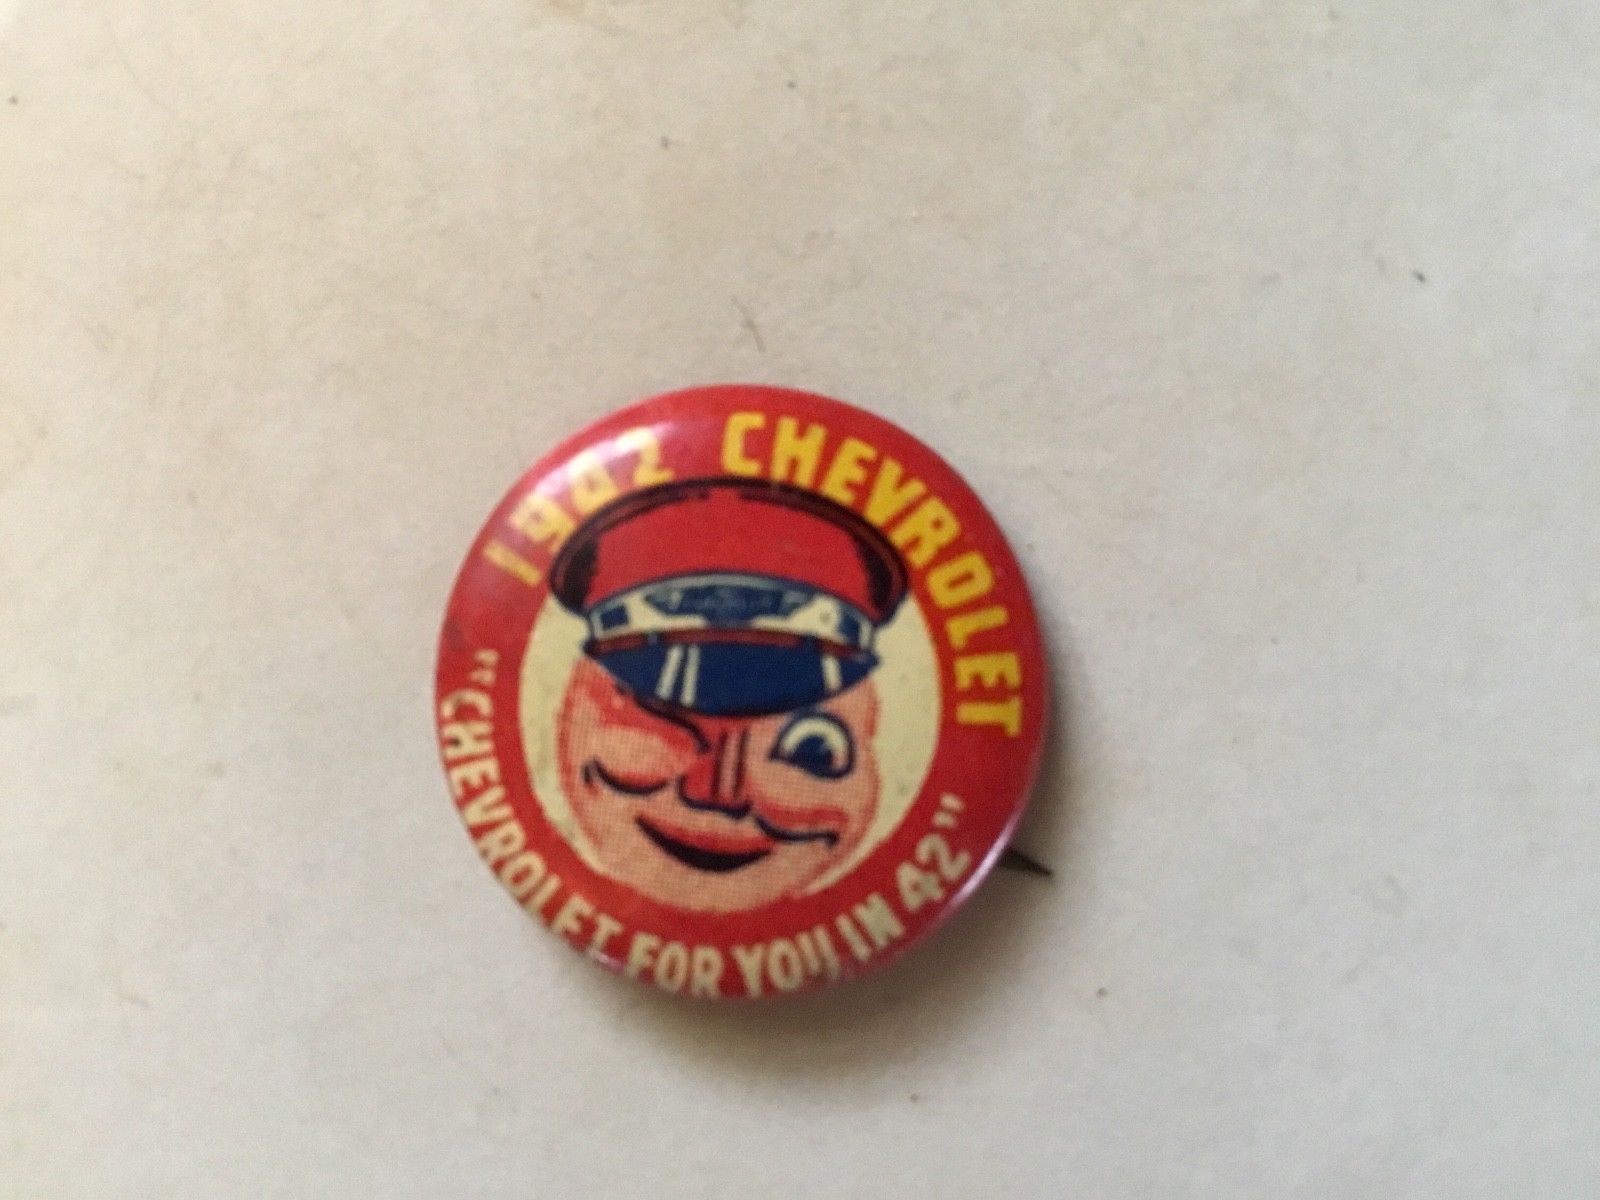 1942 CHEVROLET
"CHEVROLET FOR YOU IN 42"